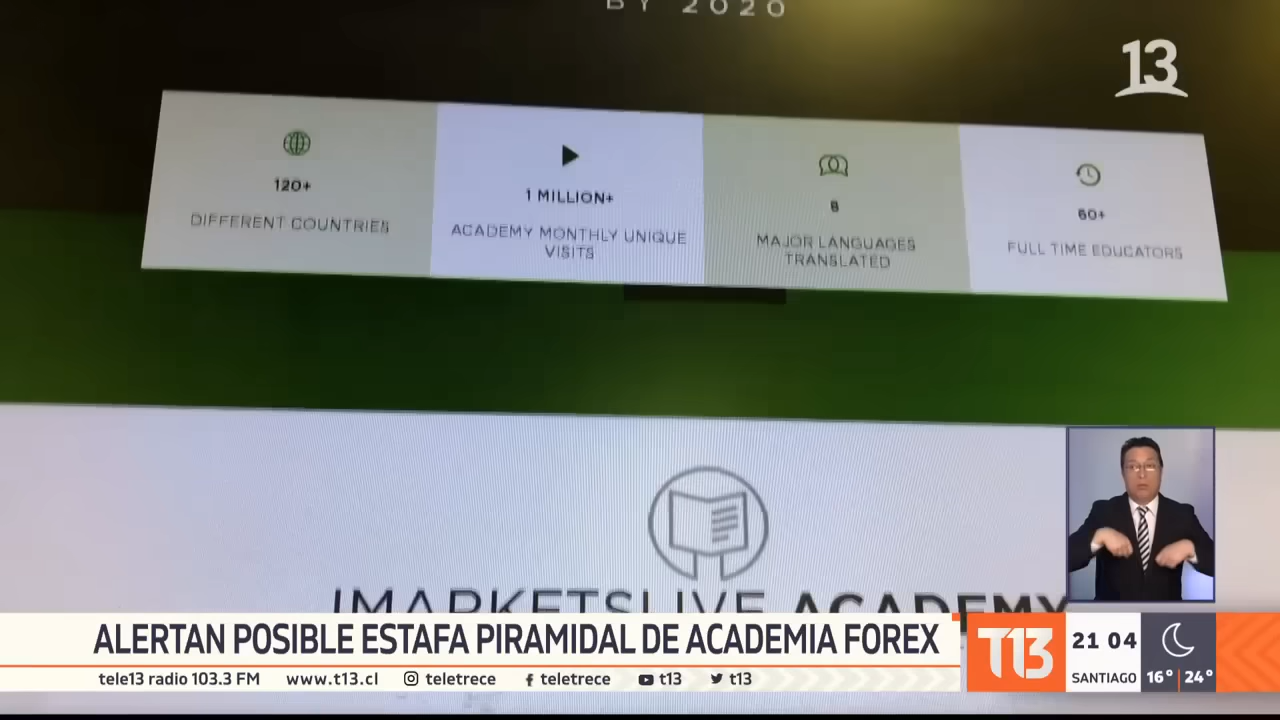 BY 2020
13
120+
DIFFERENT COUNTRIES
1 MILLION+
ACADEMY MONTHLY UNIQUE
VISITS
8
MAJOR LANGUAGES
TRANSLATED
60+
FULL TIME EDUCATORS
IMARKETSLIVE ACADEMY
ALERTAN POSIBLE ESTAFA PIRAMIDAL DE ACADEMIA FOREX
tele13 radio 103.3 FM www.t13.cl teletrece teletrece t13 t13
T13
21 04
SANTIAGO
16° 24°